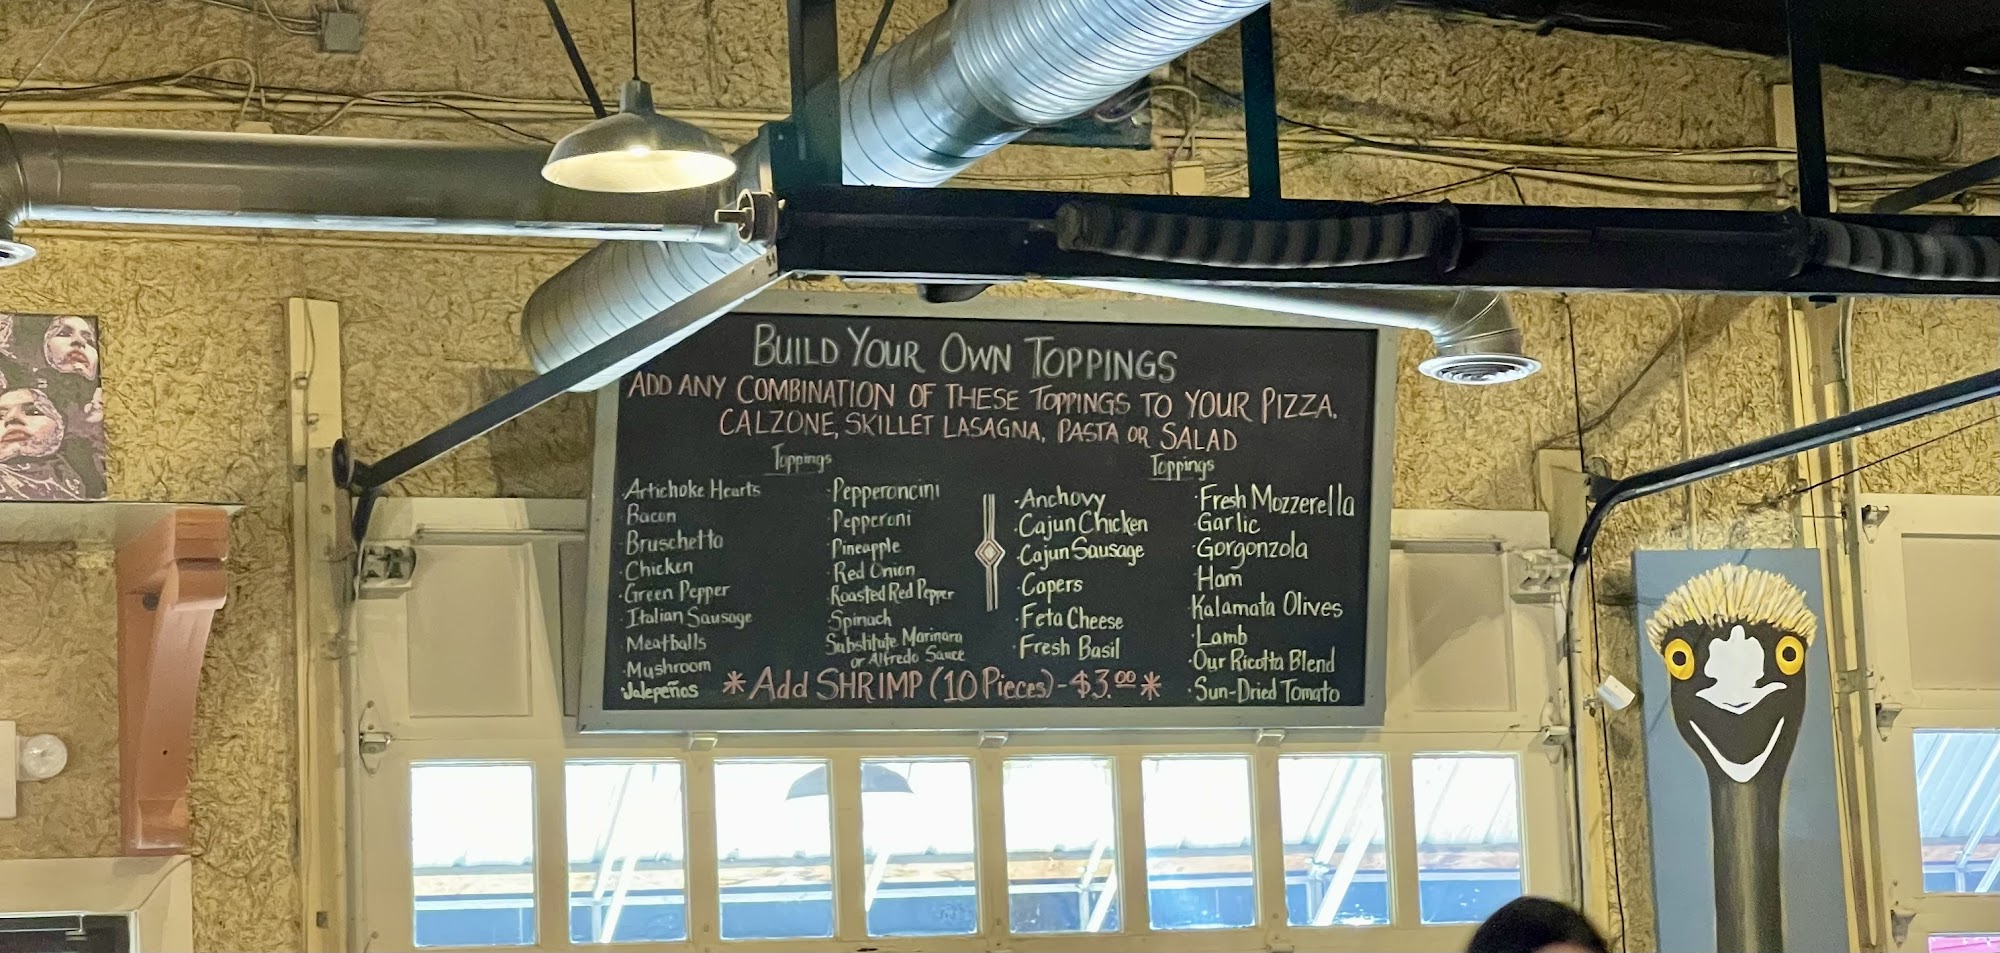 BUILD YOUR OWN TOPPINGS
ADD ANY COMBINATION OF THESE TOPPINGS TO YOUR PIZZA,
CALZONE, SKILLET LASAGNA, PASTA OR SALAD
Toppings
·Artichoke Hearts
·Bacon
·Bruschetta
·Chicken
·Green Pepper
·Italian Sausage
·Meatballs
·Mushroom
·Jalepeños
·Pepperoncini
·Pepperoni
·Pineapple
·Red Onion
·Roasted Red Pepper
·Spinach
Substitute Marinara
or Alfredo Sauce
Toppings
·Anchovy
·Cajun Chicken
·Cajun Sausage
·Capers
·Feta Cheese
·Fresh Basil
·Fresh Mozzerella
·Garlic
·Gorgonzola
·Ham
·Kalamata Olives
·Lamb
·Our Ricotta Blend
·Sun-Dried Tomato
*Add SHRIMP (10 Pieces) - $3.00 *